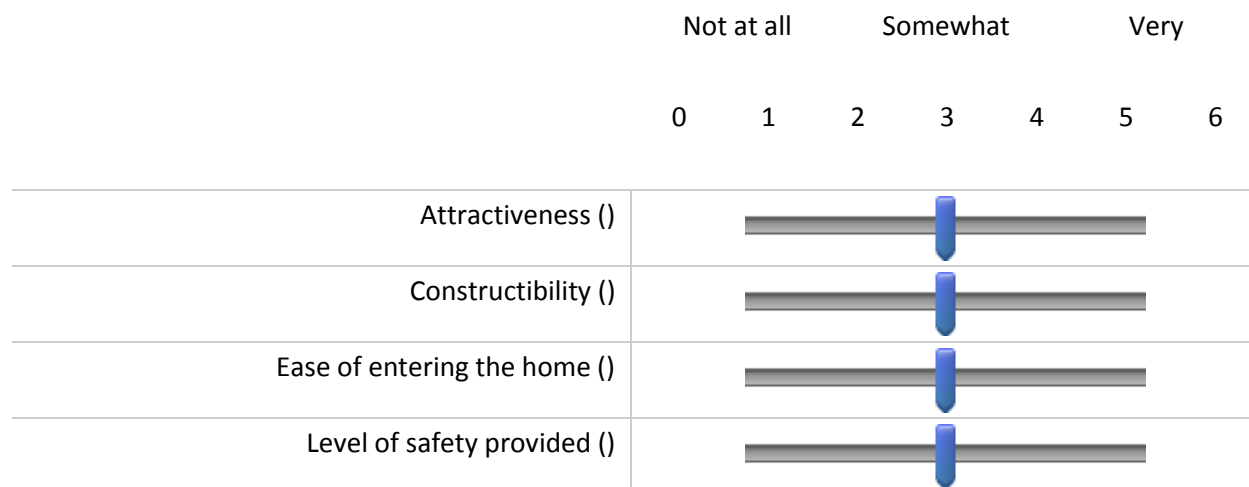 Not at all Somewhat Very
0 1 2 3 4 5 6
Attractiveness ()
Constructibility ()
Ease of entering the home ()
Level of safety provided ()